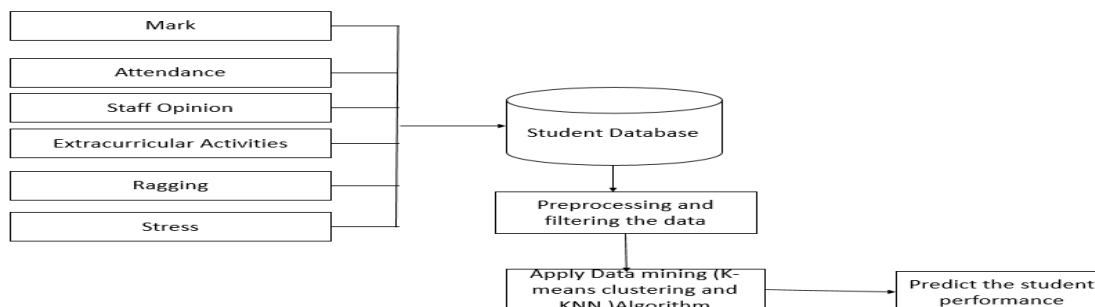 Mark
Attendance
Staff Opinion
Extracurricular Activities
Ragging
Stress
Student Database
Preprocessing and
filtering the data
Apply Data mining (K-
means clustering and
KNN )Algorithm
Predict the student
performance